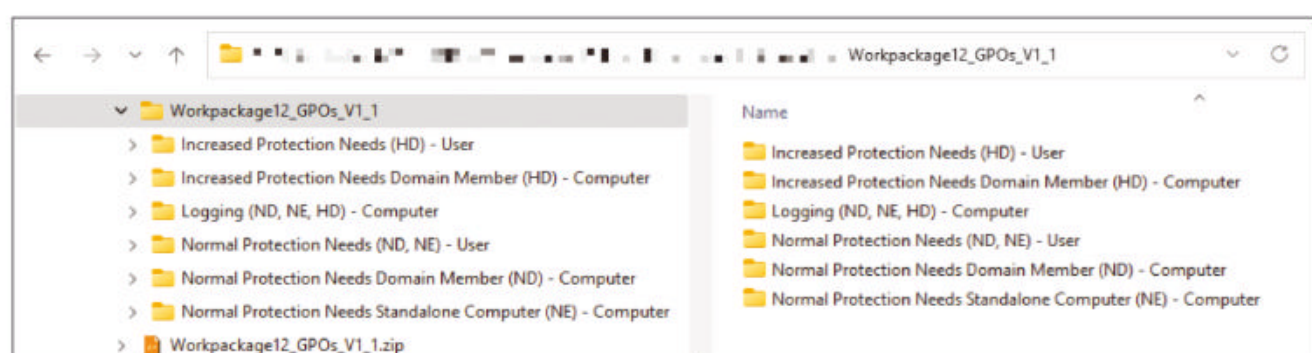 Workpackage12_GPOs_V1_1
Workpackage12_GPOs_V1_1
Increased Protection Needs (HD) - User
Increased Protection Needs Domain Member (HD) - Computer
Logging (ND, NE, HD) - Computer
Normal Protection Needs (ND, NE) - User
Normal Protection Needs Domain Member (ND) - Computer
Normal Protection Needs Standalone Computer (NE) - Computer
Workpackage12_GPOs_V1_1.zip
Name
Increased Protection Needs (HD) - User
Increased Protection Needs Domain Member (HD) - Computer
Logging (ND, NE, HD) - Computer
Normal Protection Needs (ND, NE) - User
Normal Protection Needs Domain Member (ND) - Computer
Normal Protection Needs Standalone Computer (NE) - Computer